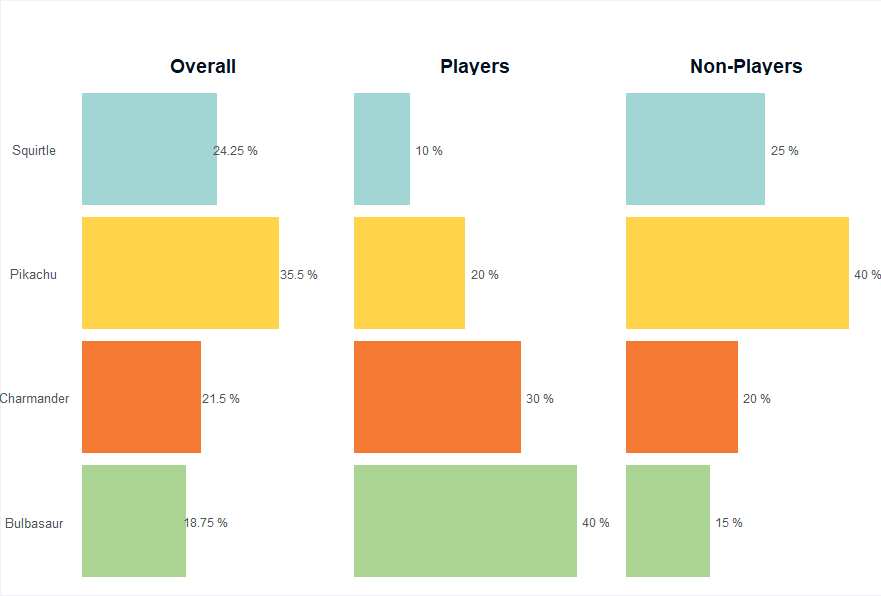 Overall Players Non-Players
Squirtle 24.25 % 10 % 25 %
Pikachu 35.5 % 20 % 40 %
Charmander 21.5 % 30 % 20 %
Bulbasaur 18.75 % 40 % 15 %